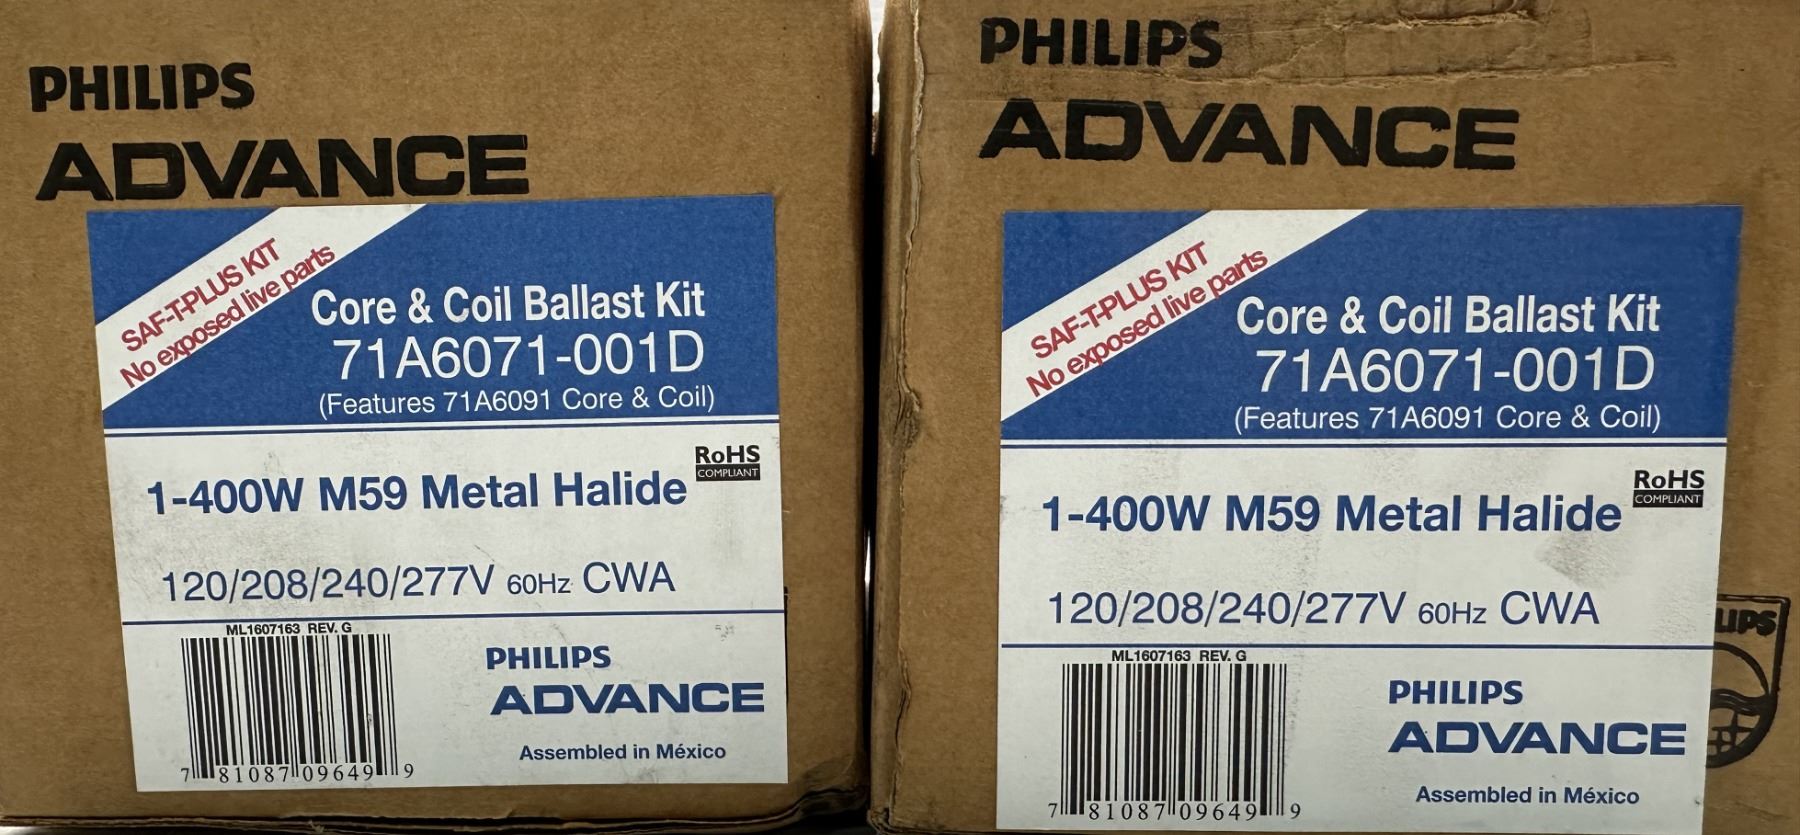 PHILIPS
ADVANCE
SAF-T-PLUS KIT
No exposed live parts
Core & Coil Ballast Kit
71A6071-001D
(Features 71A6091 Core & Coil)
RoHS
COMPLIANT
1-400W M59 Metal Halide
120/208/240/277V 60Hz CWA
ML1607163 REV. G
7 81087 09649 9
PHILIPS
ADVANCE
Assembled in México
PHILIPS
ADVANCE
SAF-T-PLUS KIT
No exposed live parts
Core & Coil Ballast Kit
71A6071-001D
(Features 71A6091 Core & Coil)
RoHS
COMPLIANT
1-400W M59 Metal Halide
120/208/240/277V 60Hz CWA
ML1607163 REV. G
7 81087 09649 9
PHILIPS
ADVANCE
Assembled in México
LIPS